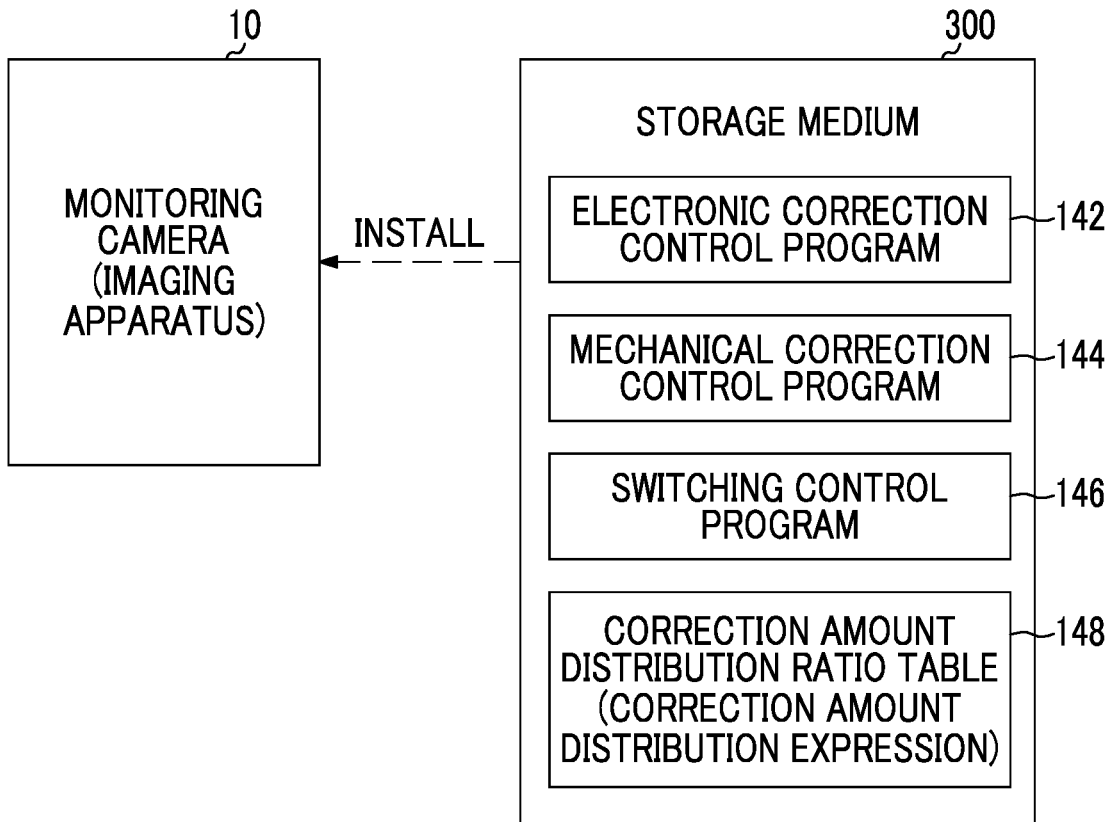 10
300
STORAGE MEDIUM
MONITORING
CAMERA
(IMAGING
APPARATUS)
INSTALL
ELECTRONIC CORRECTION
CONTROL PROGRAM
142
MECHANICAL CORRECTION
CONTROL PROGRAM
144
SWITCHING CONTROL
PROGRAM
146
CORRECTION AMOUNT
DISTRIBUTION RATIO TABLE
(CORRECTION AMOUNT
DISTRIBUTION EXPRESSION)
148